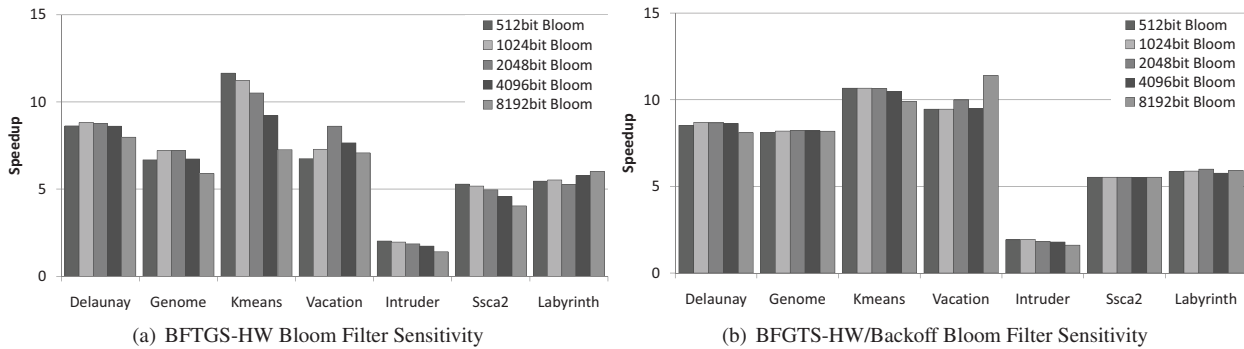 15
10
5
0
Speedup
512bit Bloom
1024bit Bloom
2048bit Bloom
4096bit Bloom
8192bit Bloom
Delaunay Genome Kmeans Vacation Intruder Ssca2 Labyrinth
(a) BFTGS-HW Bloom Filter Sensitivity
15
10
5
0
Speedup
512bit Bloom
1024bit Bloom
2048bit Bloom
4096bit Bloom
8192bit Bloom
Delaunay Genome Kmeans Vacation Intruder Ssca2 Labyrinth
(b) BFGTS-HW/Backoff Bloom Filter Sensitivity